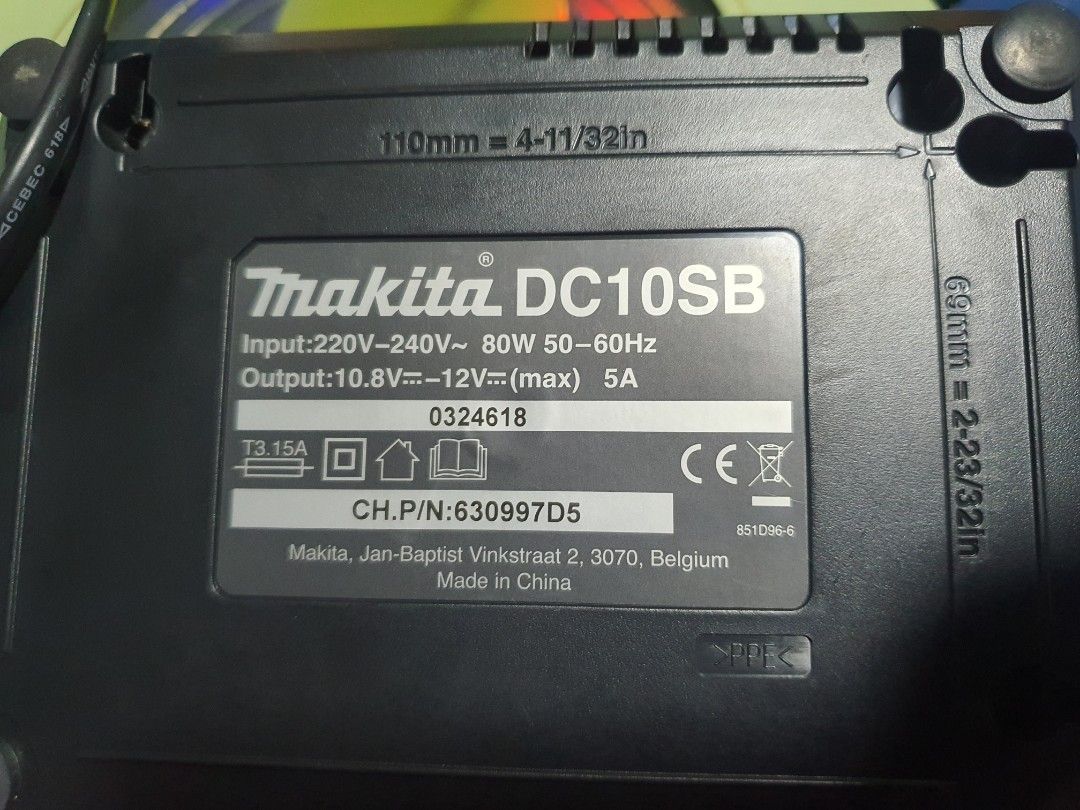 110mm = 4-11/32in
CEBEC 618
makita® DC10SB
Input:220V–240V~ 80W 50–60Hz
Output:10.8V⎓–12V⎓(max) 5A
0324618
T3.15A
CE
CH.P/N:630997D5
851D96-6
Makita, Jan-Baptist Vinkstraat 2, 3070, Belgium
Made in China
69mm = 2-23/32in
>PPE<